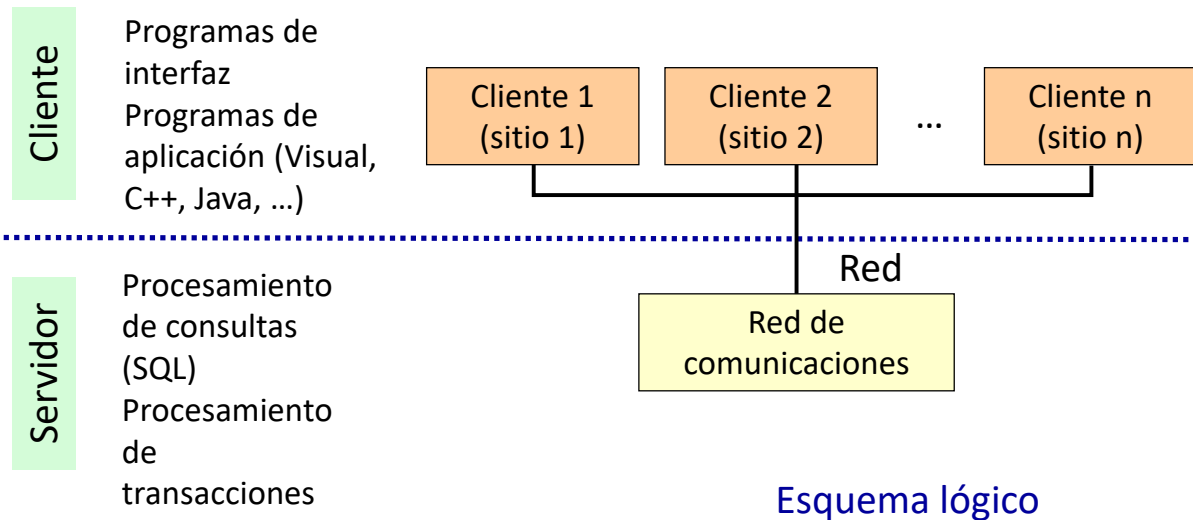 Cliente
Programas de
interfaz
Programas de
aplicación (Visual,
C++, Java, ...)
Cliente 1
(sitio 1)
Cliente 2
(sitio 2)
...
Cliente n
(sitio n)
Red
Servidor
Procesamiento
de consultas
(SQL)
Procesamiento
de
transacciones
Red de
comunicaciones
Esquema lógico